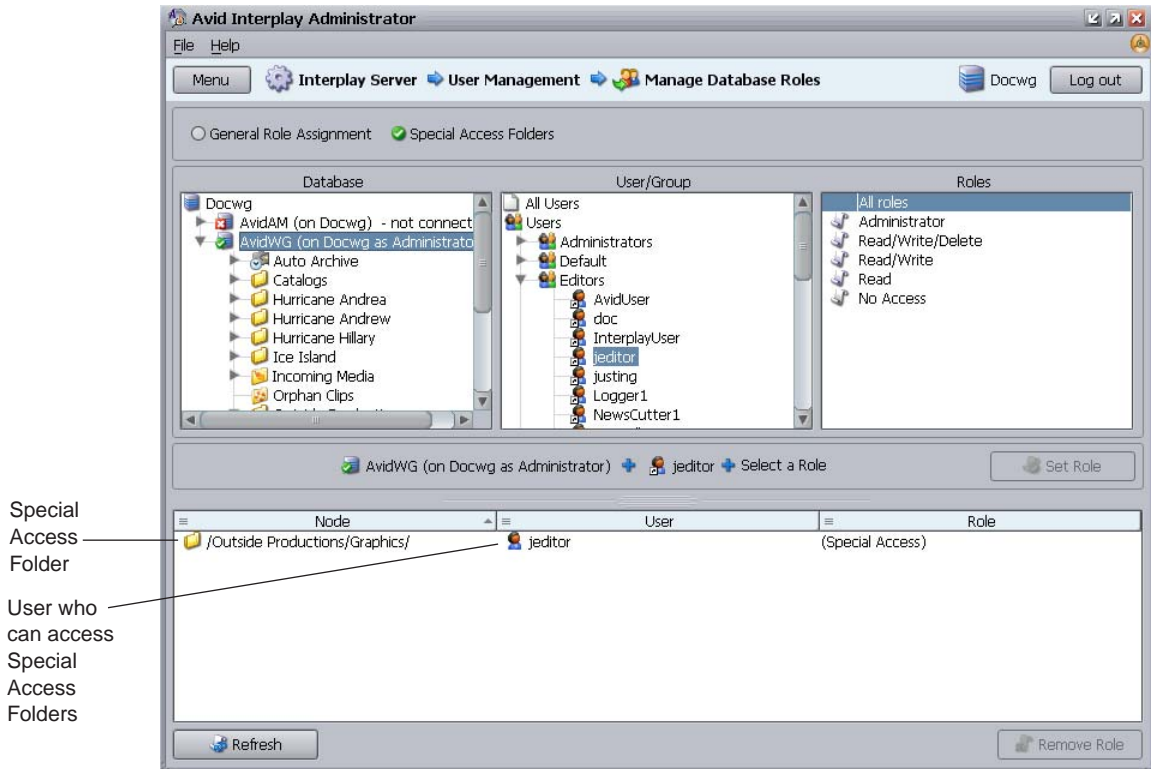 Avid Interplay Administrator
File Help
Menu Interplay Server User Management Manage Database Roles Docwg Log out
General Role Assignment Special Access Folders
Database
Docwg
AvidAM (on Docwg) - not connect
AvidWG (on Docwg as Administrato
Auto Archive
Catalogs
Hurricane Andrea
Hurricane Andrew
Hurricane Hillary
Ice Island
Incoming Media
Orphan Clips
User/Group
All Users
Users
Administrators
Default
Editors
AvidUser
doc
InterplayUser
jeditor
justing
Logger1
NewsCutter1
Roles
All roles
Administrator
Read/Write/Delete
Read/Write
Read
No Access
AvidWG (on Docwg as Administrator) jeditor Select a Role Set Role
Node User Role
/Outside Productions/Graphics/ jeditor (Special Access)
Special
Access
Folder
User who
can access
Special
Access
Folders
Refresh Remove Role